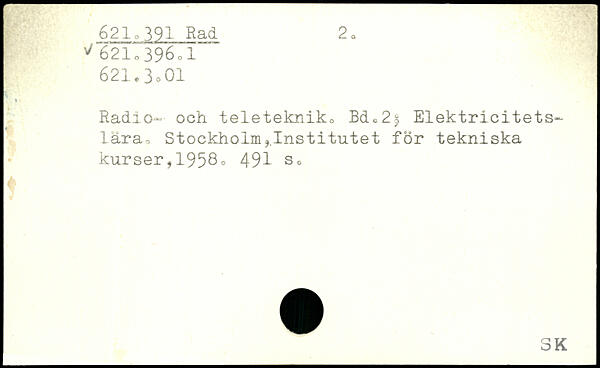 621.391 Rad 2.
✓ 621.396.1
621.3.01
Radio- och teleteknik. Bd.2; Elektricitets-
lära. Stockholm,Institutet för tekniska
kurser,1958. 491 s.
SK